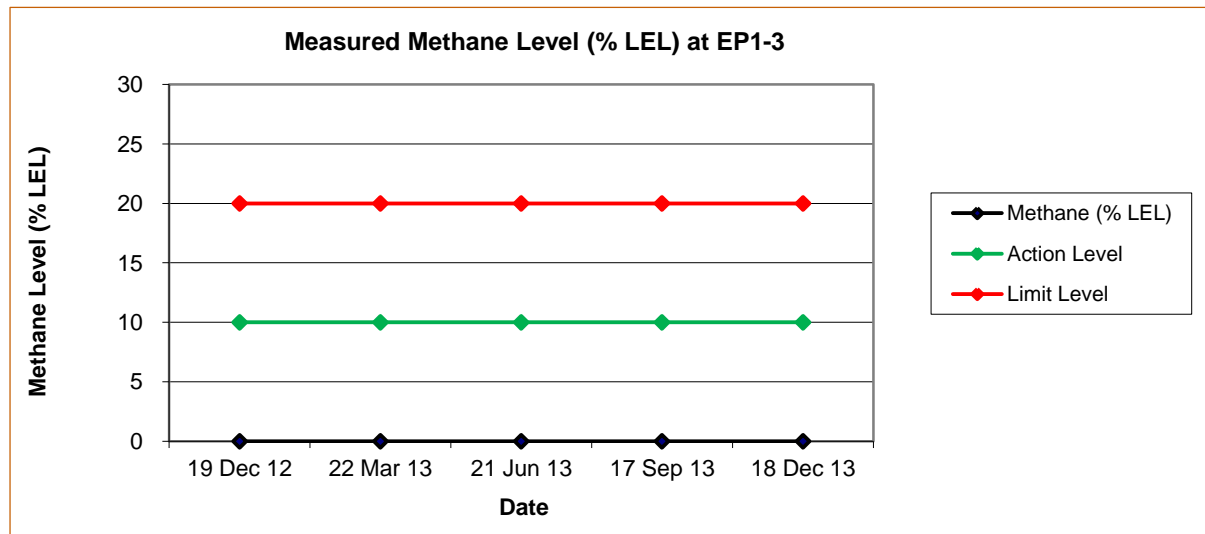 Measured Methane Level (% LEL) at EP1-3
Methane Level (% LEL)
30
25
20
15
10
5
0
19 Dec 12 22 Mar 13 21 Jun 13 17 Sep 13 18 Dec 13
Date
Methane (% LEL)
Action Level
Limit Level